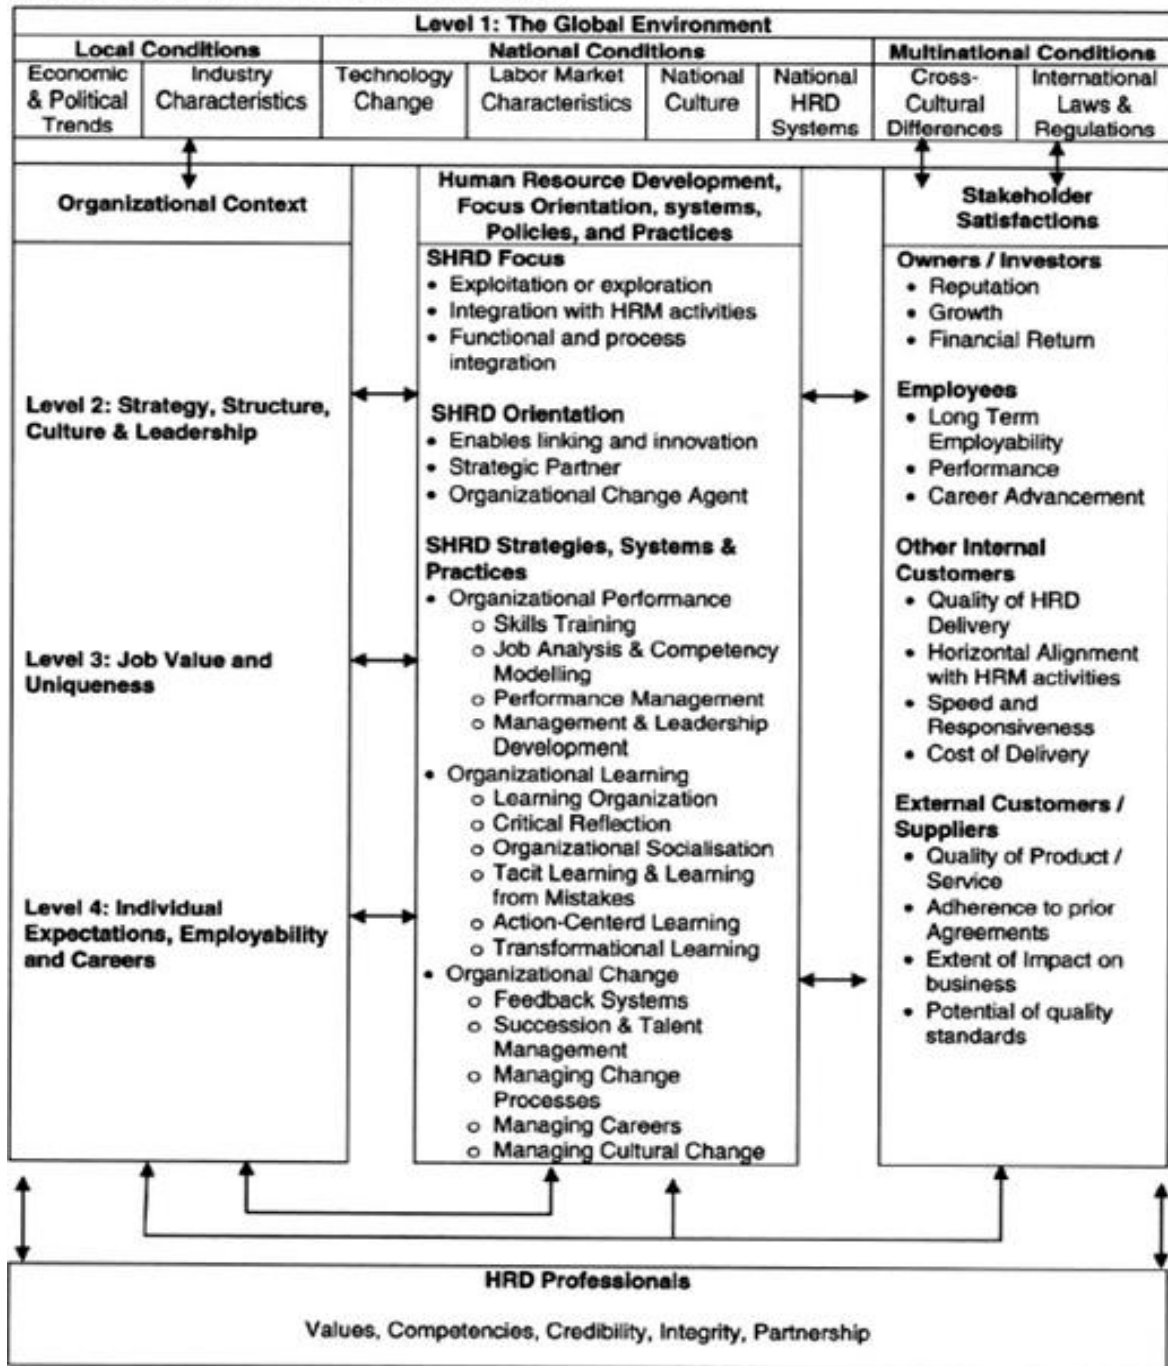 Level 1: The Global Environment
Local Conditions
National Conditions
Multinational Conditions
Economic
& Political
Trends
Industry
Characteristics
Technology
Change
Labor Market
Characteristics
National
Culture
National
HRD
Systems
Cross-
Cultural
Differences
International
Laws &
Regulations
Organizational Context
Level 2: Strategy, Structure,
Culture & Leadership
Level 3: Job Value and
Uniqueness
Level 4: Individual
Expectations, Employability
and Careers
Human Resource Development,
Focus Orientation, systems,
Policies, and Practices
SHRD Focus
• Exploitation or exploration
• Integration with HRM activities
• Functional and process
integration
SHRD Orientation
• Enables linking and innovation
• Strategic Partner
• Organizational Change Agent
SHRD Strategies, Systems &
Practices
• Organizational Performance
o Skills Training
o Job Analysis & Competency
Modelling
o Performance Management
o Management & Leadership
Development
• Organizational Learning
o Learning Organization
o Critical Reflection
o Organizational Socialisation
o Tacit Learning & Learning
from Mistakes
o Action-Centerd Learning
o Transformational Learning
• Organizational Change
o Feedback Systems
o Succession & Talent
Management
o Managing Change
Processes
o Managing Careers
o Managing Cultural Change
Stakeholder
Satisfactions
Owners / Investors
• Reputation
• Growth
• Financial Return
Employees
• Long Term
Employability
• Performance
• Career Advancement
Other Internal
Customers
• Quality of HRD
Delivery
• Horizontal Alignment
with HRM activities
• Speed and
Responsiveness
• Cost of Delivery
External Customers /
Suppliers
• Quality of Product /
Service
• Adherence to prior
Agreements
• Extent of Impact on
business
• Potential of quality
standards
HRD Professionals
Values, Competencies, Credibility, Integrity, Partnership